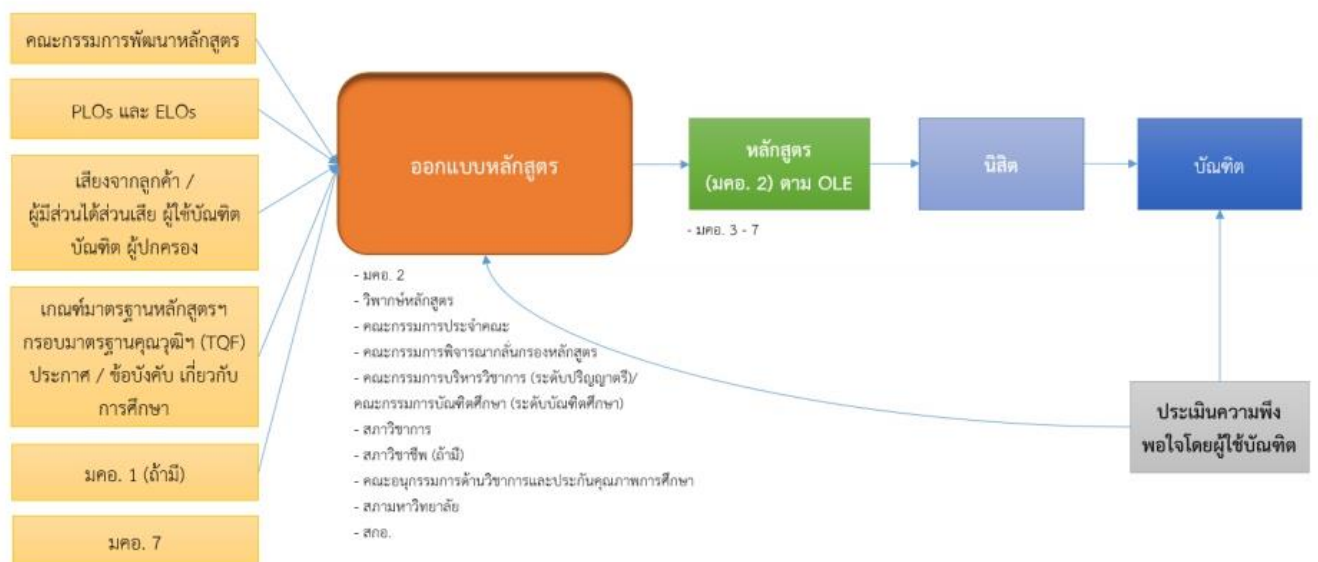 คณะกรรมการพัฒนาหลักสูตร
PLOs และ ELOs
เสียงจากลูกค้า /
ผู้มีส่วนได้ส่วนเสีย ผู้ใช้บัณฑิต
บัณฑิต ผู้ปกครอง
เกณฑ์มาตรฐานหลักสูตรฯ
กรอบมาตรฐานคุณวุฒิฯ (TQF)
ประกาศ / ข้อบังคับ เกี่ยวกับ
การศึกษา
มคอ. 1 (ถ้ามี)
มคอ. 7
ออกแบบหลักสูตร
- มคอ. 2
- วิพากษ์หลักสูตร
- คณะกรรมการประจำคณะ
- คณะกรรมการพิจารณากลั่นกรองหลักสูตร
- คณะกรรมการบริหารวิชาการ (ระดับปริญญาตรี)/
คณะกรรมการบัณฑิตศึกษา (ระดับบัณฑิตศึกษา)
- สภาวิชาการ
- สภาวิชาชีพ (ถ้ามี)
- คณะอนุกรรมการด้านวิชาการและประกันคุณภาพการศึกษา
- สภามหาวิทยาลัย
- สกอ.
หลักสูตร
(มคอ. 2) ตาม OLE
- มคอ. 3 - 7
นิสิต
บัณฑิต
ประเมินความพึง
พอใจโดยผู้ใช้บัณฑิต